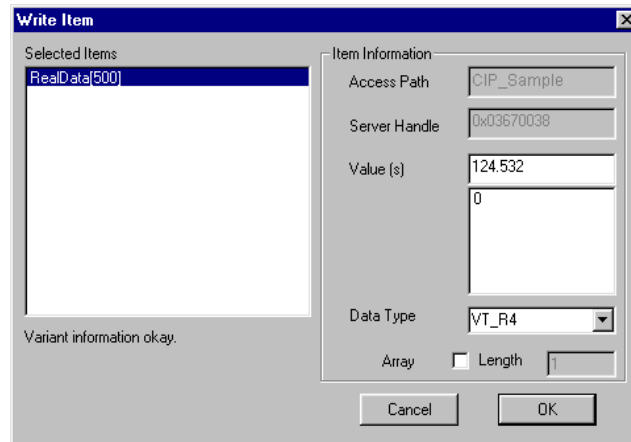 Write Item
Selected Items
RealData[500]
Variant information okay.
Item Information
Access Path CIP_Sample
Server Handle 0x03670038
Value (s) 124.532
0
Data Type VT_R4
Array Length 1
Cancel OK